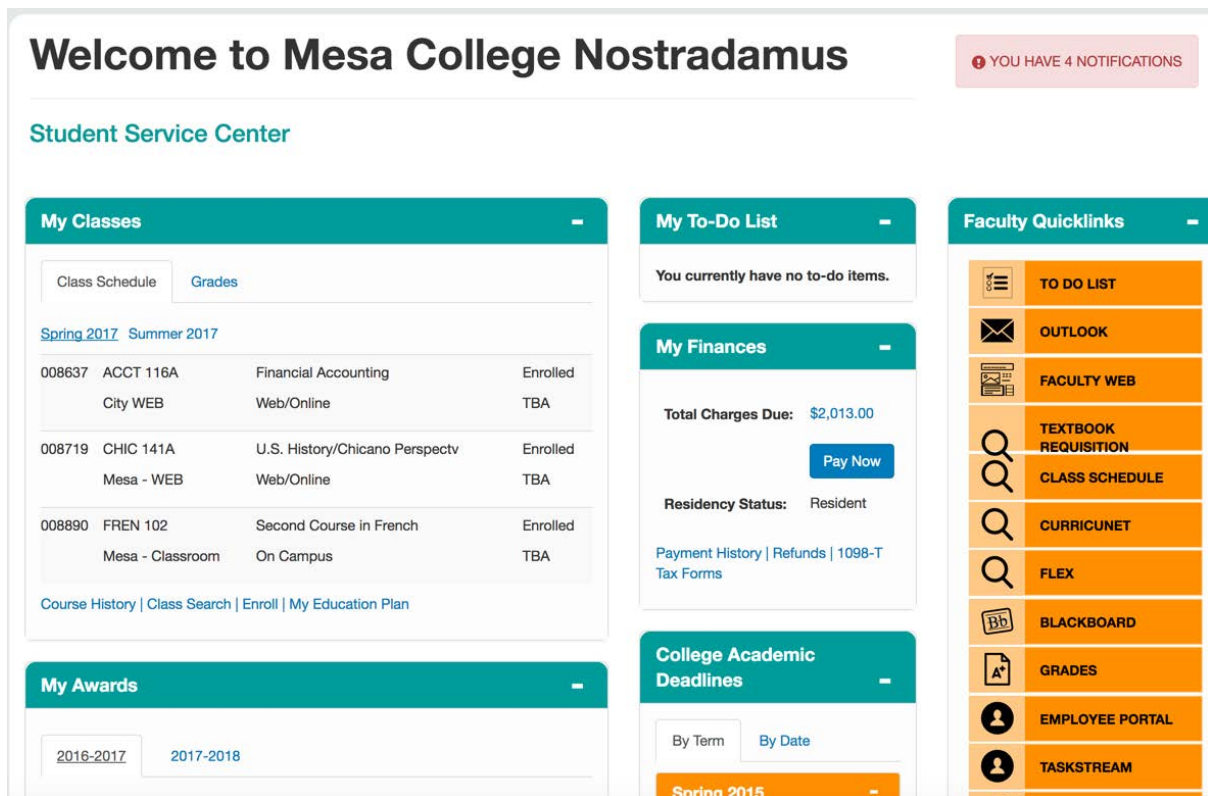 Welcome to Mesa College Nostradamus
YOU HAVE 4 NOTIFICATIONS
Student Service Center
My Classes
Class Schedule Grades
Spring 2017 Summer 2017
008637 ACCT 116A Financial Accounting Enrolled
City WEB Web/Online TBA
008719 CHIC 141A U.S. History/Chicano Perspectv Enrolled
Mesa - WEB Web/Online TBA
008890 FREN 102 Second Course in French Enrolled
Mesa - Classroom On Campus TBA
Course History | Class Search | Enroll | My Education Plan
My Awards
2016-2017 2017-2018
My To-Do List
You currently have no to-do items.
My Finances
Total Charges Due: $2,013.00
Pay Now
Residency Status: Resident
Payment History | Refunds | 1098-T
Tax Forms
College Academic
Deadlines
By Term By Date
Spring 2015
Faculty Quicklinks
TO DO LIST
OUTLOOK
FACULTY WEB
TEXTBOOK
REQUISITION
CLASS SCHEDULE
CURRICUNET
FLEX
Bb BLACKBOARD
A+ GRADES
EMPLOYEE PORTAL
TASKSTREAM